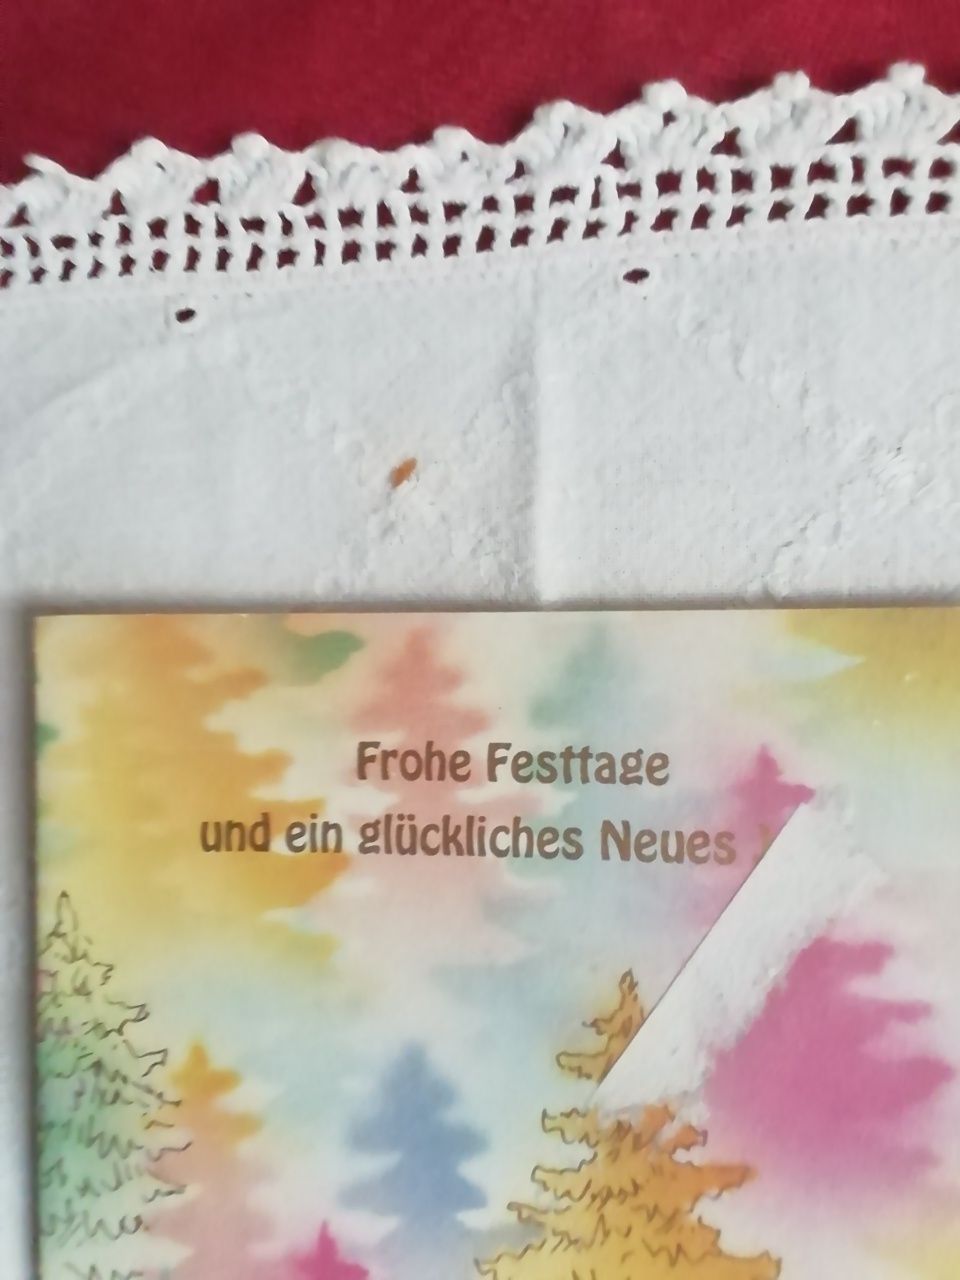 Frohe Festtage
und ein glückliches Neues